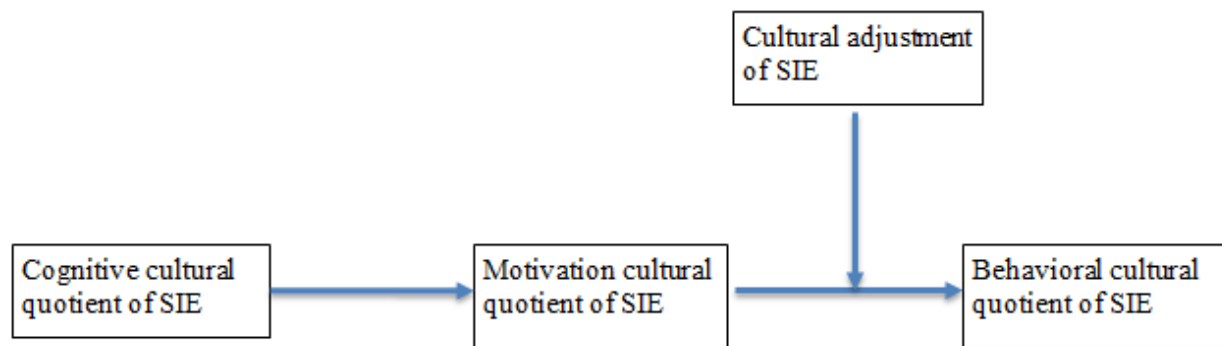 Cultural adjustment
of SIE
Cognitive cultural
quotient of SIE
Motivation cultural
quotient of SIE
Behavioral cultural
quotient of SIE